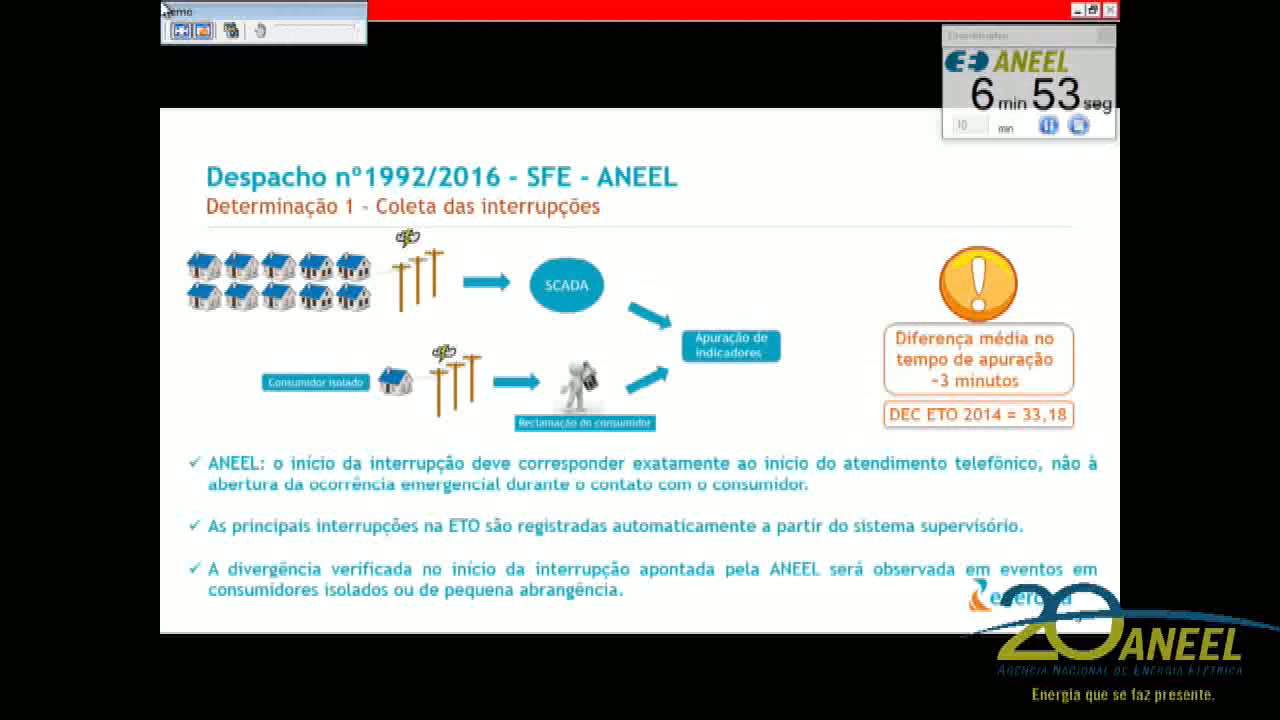 ANEEL
6 min 53 seg
10 min
Despacho nº1992/2016 - SFE - ANEEL
Determinação 1 - Coleta das interrupções
SCADA
Apuração de
indicadores
Consumidor isolado
Reclamação do consumidor
Diferença média no
tempo de apuração
~3 minutos
DEC ETO 2014 = 33,18
✓ ANEEL: o início da interrupção deve corresponder exatamente ao início do atendimento telefônico, não à
abertura da ocorrência emergencial durante o contato com o consumidor.
✓ As principais interrupções na ETO são registradas automaticamente a partir do sistema supervisório.
✓ A divergência verificada no início da interrupção apontada pela ANEEL será observada em eventos em
consumidores isolados ou de pequena abrangência.
20 ANEEL
AGÊNCIA NACIONAL DE ENERGIA ELÉTRICA
Energia que se faz presente.